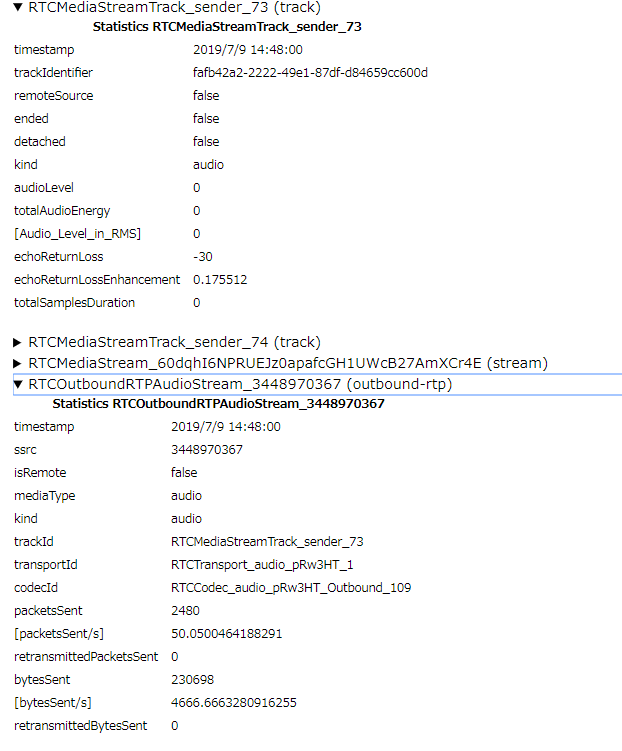 ▼ RTCMediaStreamTrack_sender_73 (track)
Statistics RTCMediaStreamTrack_sender_73
timestamp 2019/7/9 14:48:00
trackIdentifier fafb42a2-2222-49e1-87df-d84659cc600d
remoteSource false
ended false
detached false
kind audio
audioLevel 0
totalAudioEnergy 0
[Audio_Level_in_RMS] 0
echoReturnLoss -30
echoReturnLossEnhancement 0.175512
totalSamplesDuration 0
▶ RTCMediaStreamTrack_sender_74 (track)
▶ RTCMediaStream_60dqhI6NPRUEJz0apafcGH1UWcB27AmXCr4E (stream)
▼ RTCOutboundRTPAudioStream_3448970367 (outbound-rtp)
Statistics RTCOutboundRTPAudioStream_3448970367
timestamp 2019/7/9 14:48:00
ssrc 3448970367
isRemote false
mediaType audio
kind audio
trackId RTCMediaStreamTrack_sender_73
transportId RTCTransport_audio_pRw3HT_1
codecId RTCCodec_audio_pRw3HT_Outbound_109
packetsSent 2480
[packetsSent/s] 50.0500464188291
retransmittedPacketsSent 0
bytesSent 230698
[bytesSent/s] 4666.6663280916255
retransmittedBytesSent 0